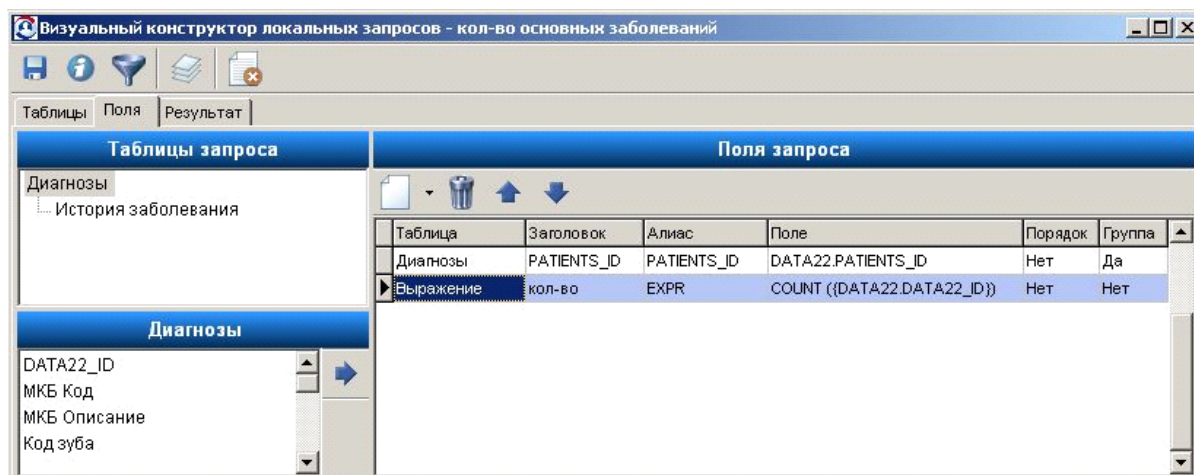 Визуальный конструктор локальных запросов - кол-во основных заболеваний
Таблицы Поля Результат
Таблицы запроса
Диагнозы
История заболевания
Диагнозы
DATA22_ID
МКБ Код
МКБ Описание
Код зуба
Поля запроса
Таблица Заголовок Алиас Поле Порядок Группа
Диагнозы PATIENTS_ID PATIENTS_ID DATA22.PATIENTS_ID Нет Да
Выражение кол-во EXPR COUNT ({DATA22.DATA22_ID}) Нет Нет